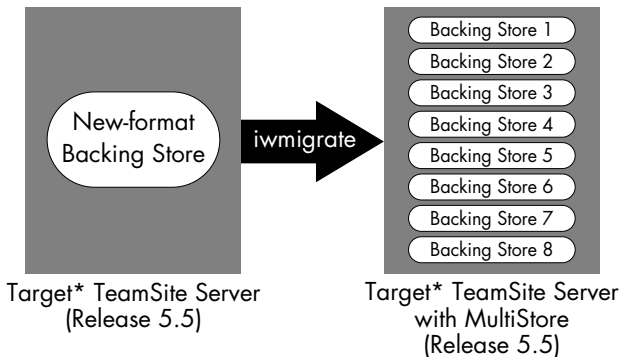 New-format
Backing Store
iwmigrate
Backing Store 1
Backing Store 2
Backing Store 3
Backing Store 4
Backing Store 5
Backing Store 6
Backing Store 7
Backing Store 8
Target* TeamSite Server
(Release 5.5)
Target* TeamSite Server
with MultiStore
(Release 5.5)